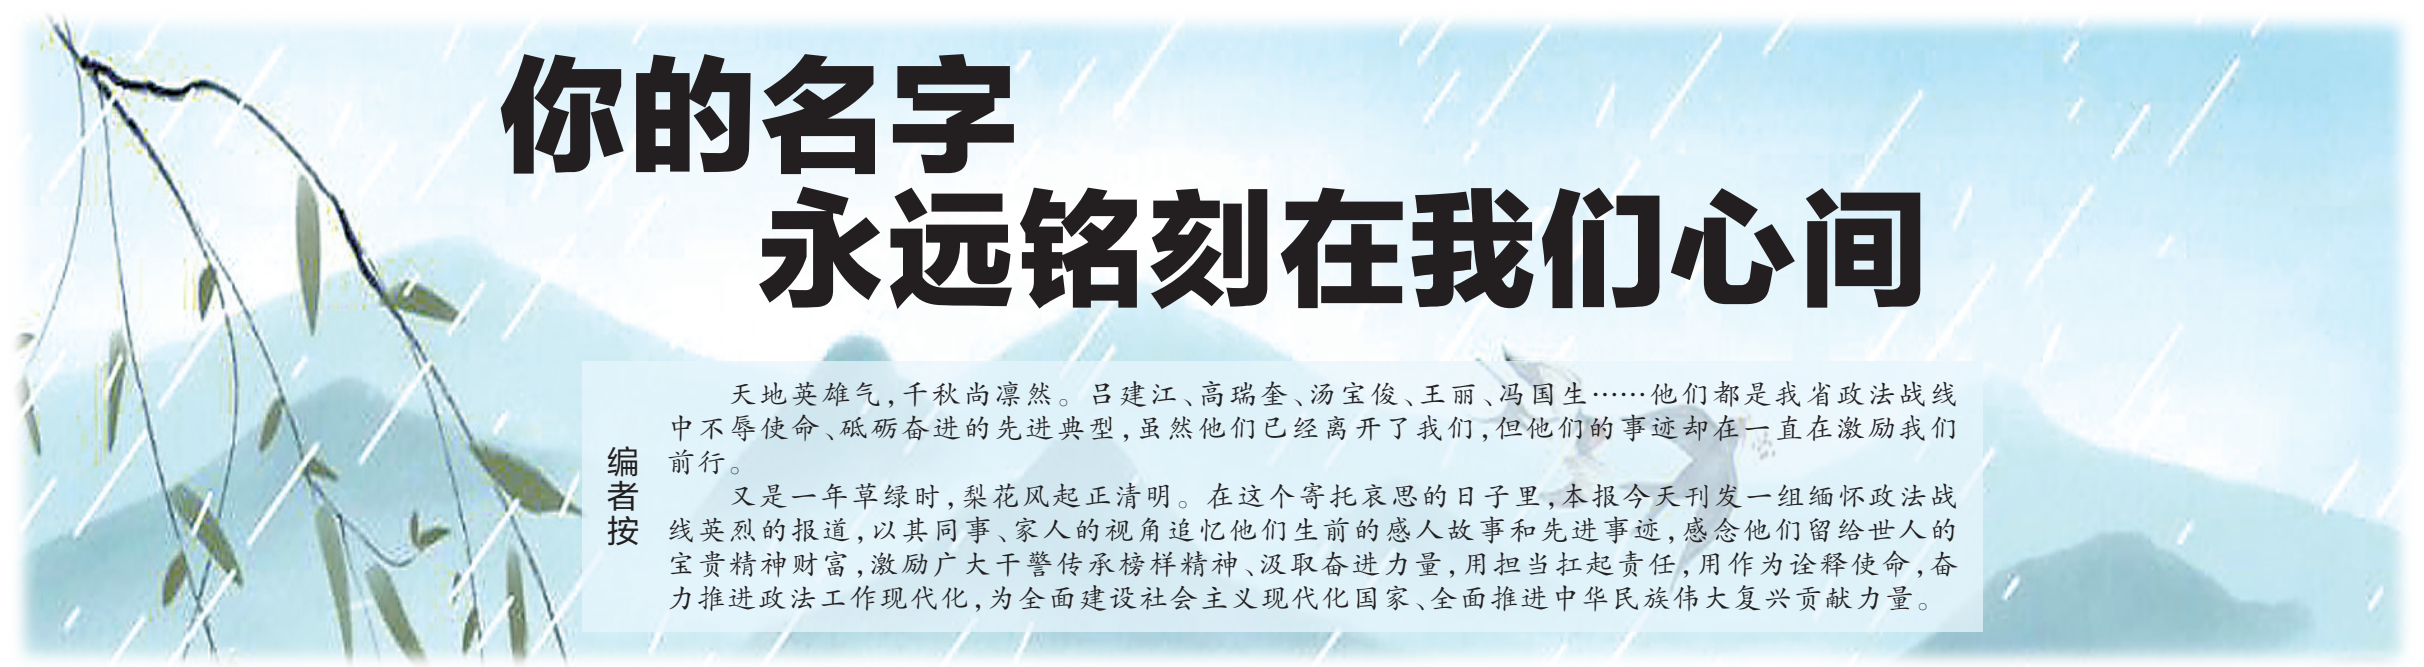 你的名字
永远铭刻在我们心间
编者按
天地英雄气,千秋尚凛然。吕建江、高瑞奎、汤宝俊、王丽、冯国生……他们都是我省政法战线
中不辱使命、砥砺奋进的先进典型,虽然他们已经离开了我们,但他们的事迹却在一直在激励我们
前行。
又是一年草绿时,梨花风起正清明。在这个寄托哀思的日子里,本报今天刊发一组缅怀政法战
线英烈的报道,以其同事、家人的视角追忆他们生前的感人故事和先进事迹,感念他们留给世人的
宝贵精神财富,激励广大干警传承榜样精神、汲取奋进力量,用担当扛起责任,用作为诠释使命,奋
力推进政法工作现代化,为全面建设社会主义现代化国家、全面推进中华民族伟大复兴贡献力量。